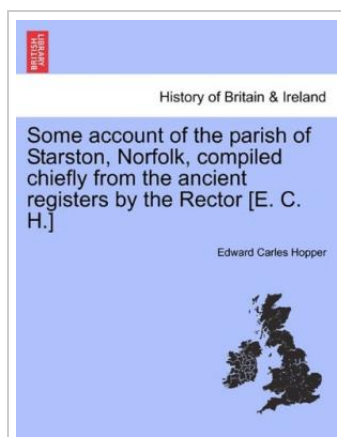 BRITISH
LIBRARY
History of Britain & Ireland
Some account of the parish of
Starston, Norfolk, compiled
chiefly from the ancient
registers by the Rector [E. C.
H.]
Edward Carles Hopper